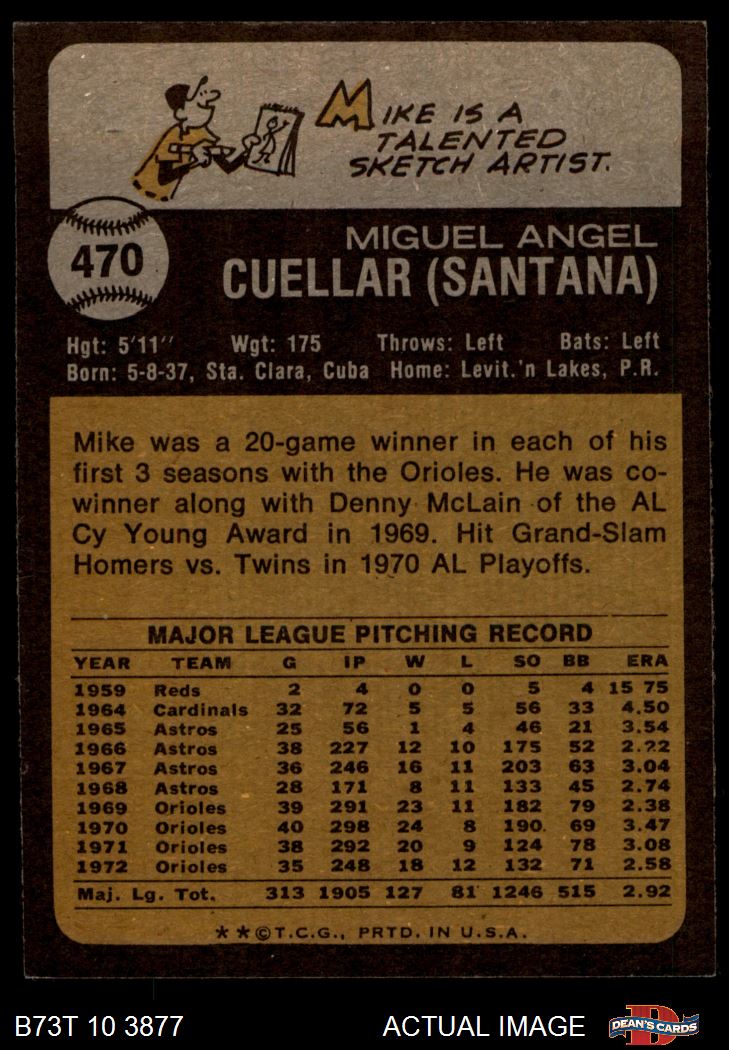 MIKE IS A
TALENTED
SKETCH ARTIST.
470
MIGUEL ANGEL
CUELLAR (SANTANA)
Hgt: 5'11" Wgt: 175 Throws: Left Bats: Left
Born: 5-8-37, Sta. Clara, Cuba Home: Levit.'n Lakes, P.R.
Mike was a 20-game winner in each of his
first 3 seasons with the Orioles. He was co-
winner along with Denny McLain of the AL
Cy Young Award in 1969. Hit Grand-Slam
Homers vs. Twins in 1970 AL Playoffs.
MAJOR LEAGUE PITCHING RECORD
YEAR TEAM G IP W L SO BB ERA
1959 Reds 2 4 0 0 5 4 15 75
1964 Cardinals 32 72 5 5 56 33 4.50
1965 Astros 25 56 1 4 46 21 3.54
1966 Astros 38 227 12 10 175 52 2.22
1967 Astros 36 246 16 11 203 63 3.04
1968 Astros 28 171 8 11 133 45 2.74
1969 Orioles 39 291 23 11 182 79 2.38
1970 Orioles 40 298 24 8 190 69 3.47
1971 Orioles 38 292 20 9 124 78 3.08
1972 Orioles 35 248 18 12 132 71 2.58
Maj. Lg. Tot. 313 1905 127 81 1246 515 2.92
**©T.C.G., PRTD. IN U.S.A.
B73T 10 3877 ACTUAL IMAGE DEAN'S CARDS